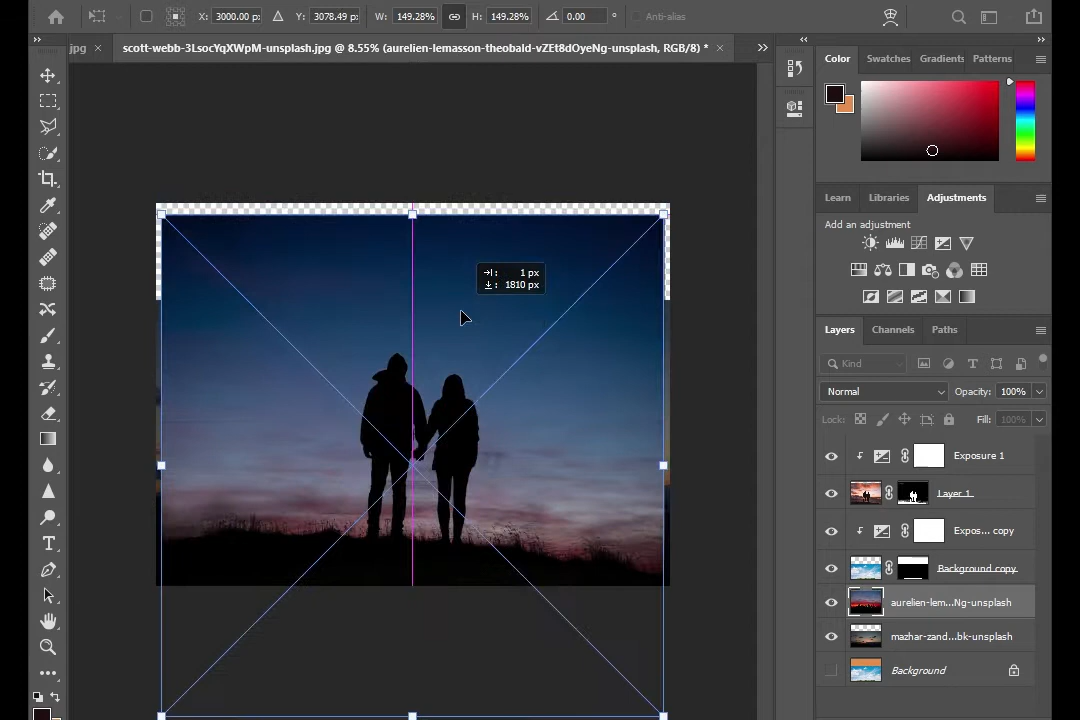 X: 3000.00 p: Y: 3078.49 p: W: 149.28% H: 149.28% 0.00 ° Anti-alias
jpg × scott-webb-3LsocYqXWpM-unsplash.jpg @ 8.55% (aurelien-lemasson-theobald-vZEt8dOyeNg-unsplash, RGB/8) * ×
Color Swatches Gradients Patterns
Learn Libraries Adjustments
Add an adjustment
1 px
1810 px
Layers Channels Paths
Kind
Normal Opacity: 100%
Lock: Fill: 100%
Exposure 1
Layer 1
Expos... copy
Background copy
aurelien-lem...Ng-unsplash
mazhar-zand...bk-unsplash
Background